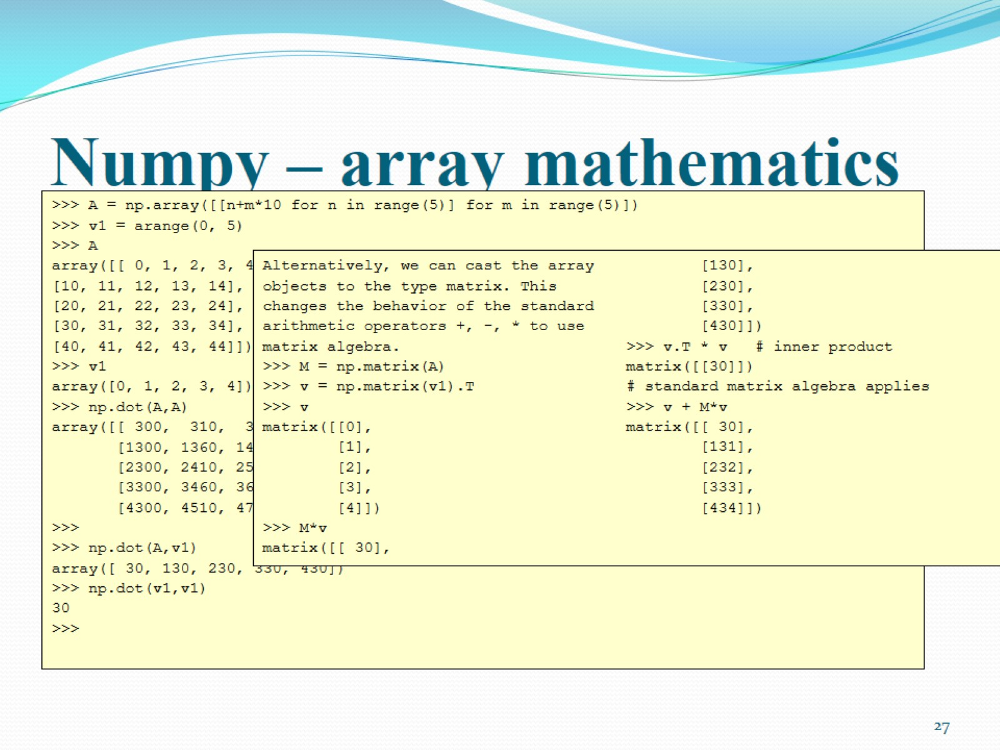 Numpy – array mathematics
>>> A = np.array([[n+m*10 for n in range(5)] for m in range(5)])
>>> v1 = arange(0, 5)
>>> A
array([[ 0, 1, 2, 3, 4
[10, 11, 12, 13, 14],
[20, 21, 22, 23, 24],
[30, 31, 32, 33, 34],
[40, 41, 42, 43, 44]])
>>> v1
array([0, 1, 2, 3, 4])
>>> np.dot(A,A)
array([[ 300,  310,  3
[1300, 1360, 14
[2300, 2410, 25
[3300, 3460, 36
[4300, 4510, 47
>>>
>>> np.dot(A,v1)
array([ 30, 130, 230, 330, 430])
>>> np.dot(v1,v1)
30
>>>
Alternatively, we can cast the array
objects to the type matrix. This
changes the behavior of the standard
arithmetic operators +, -, * to use
matrix algebra.
>>> M = np.matrix(A)
>>> v = np.matrix(v1).T
>>> v
matrix([[0],
[1],
[2],
[3],
[4]])
>>> M*v
matrix([[ 30],
[130],
[230],
[330],
[430]])
>>> v.T * v   # inner product
matrix([[30]])
# standard matrix algebra applies
>>> v + M*v
matrix([[ 30],
[131],
[232],
[333],
[434]])
27